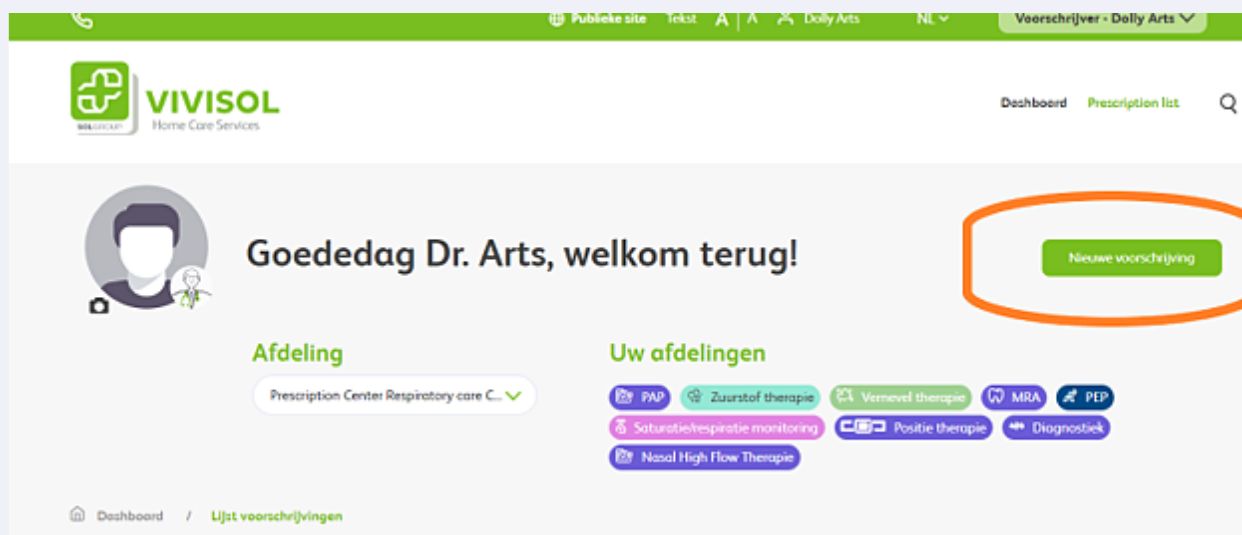 Publieke site Tekst A | A Dolly Arts NL Voorschrijver - Dolly Arts
VIVISOL
Home Care Services
SOLGROUP
Dashboard Prescription list
Goededag Dr. Arts, welkom terug!
Nieuwe voorschrijving
Afdeling
Prescription Center Respiratory care C...
Uw afdelingen
PAP Zuurstof therapie Vernevel therapie MRA PEP
Saturatie/respiratie monitoring Positie therapie Diagnostiek
Nasal High Flow Therapie
Dashboard / Lijst voorschrijvingen